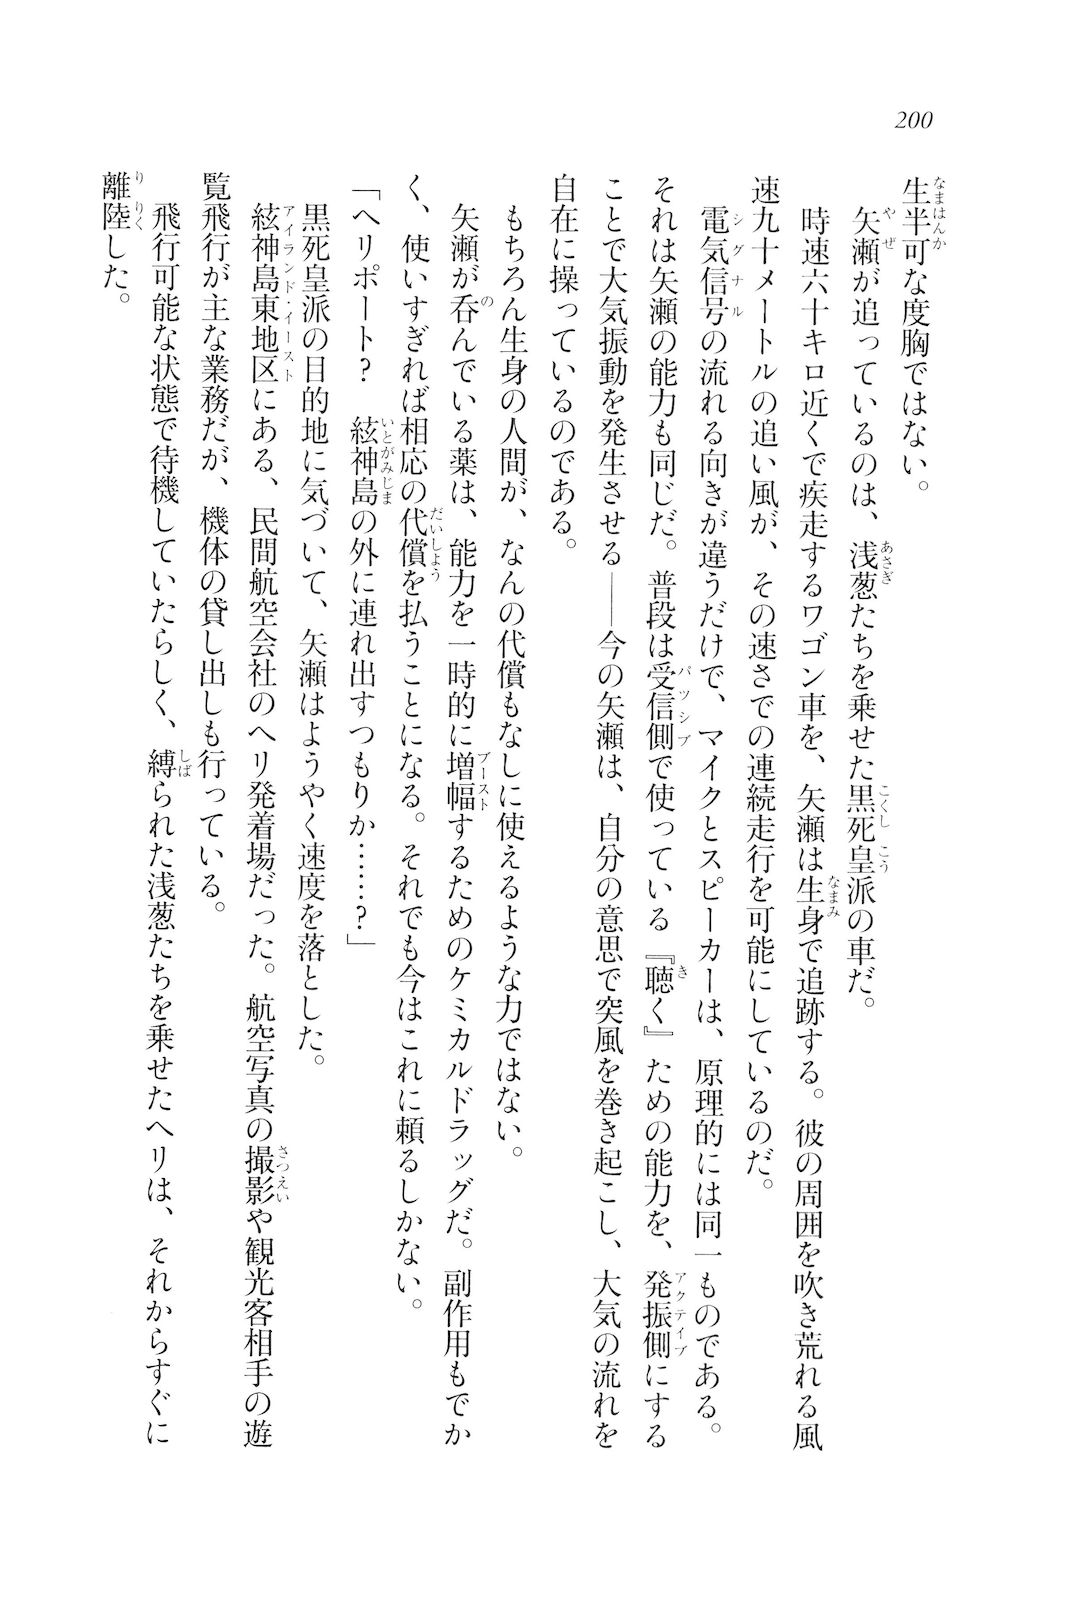 200
生半可な度胸ではない。
矢瀬が追っているのは、浅葱たちを乗せた黒死皇派の車だ。
時速六十キロ近くで疾走するワゴン車を、矢瀬は生身で追跡する。彼の周囲を吹き荒れる風
速九十メートルの追い風が、その速さでの連続走行を可能にしているのだ。
電気信号の流れる向きが違うだけで、マイクとスピーカーは、原理的には同一ものである。
それは矢瀬の能力も同じだ。普段は受信側で使っている『聴く』ための能力を、発振側にする
ことで大気振動を発生させる――今の矢瀬は、自分の意思で突風を巻き起こし、大気の流れを
自在に操っているのである。
もちろん生身の人間が、なんの代償もなしに使えるような力ではない。
矢瀬が呑んでいる薬は、能力を一時的に増幅するためのケミカルドラッグだ。副作用もでか
く、使いすぎれば相応の代償を払うことになる。それでも今はこれに頼るしかない。
「ヘリポート？　絃神島の外に連れ出すつもりか……？」
黒死皇派の目的地に気づいて、矢瀬はようやく速度を落とした。
絃神島東地区にある、民間航空会社のヘリ発着場だった。航空写真の撮影や観光客相手の遊
覧飛行が主な業務だが、機体の貸し出しも行っている。
飛行可能な状態で待機していたらしく、縛られた浅葱たちを乗せたヘリは、それからすぐに
離陸した。